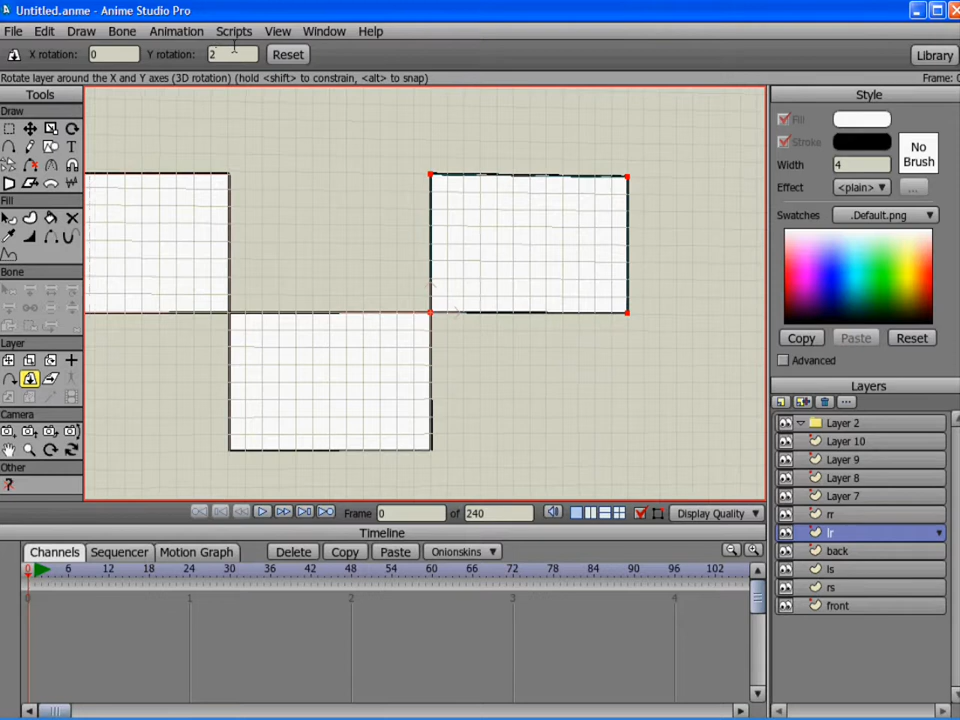 Untitled.anme - Anime Studio Pro
File Edit Draw Bone Animation Scripts View Window Help
X rotation: 0 Y rotation: 2 Reset Library
Rotate layer around the X and Y axes (3D rotation) (hold <shift> to constrain, <alt> to snap) Frame: 0
Tools
Draw
T
Fill
Bone
Layer
Camera
Other
?
Style
Fill
Stroke
No
Brush
Width 4
Effect <plain> ...
Swatches .Default.png
Copy Paste Reset
Advanced
Layers
Layer 2
Layer 10
Layer 9
Layer 8
Layer 7
rr
lr
back
ls
rs
front
Frame 0 of 240 Display Quality
Timeline
Channels Sequencer Motion Graph Delete Copy Paste Onionskins
0 6 12 18 24 30 36 42 48 54 60 66 72 78 84 90 96 102
0 1 2 3 4